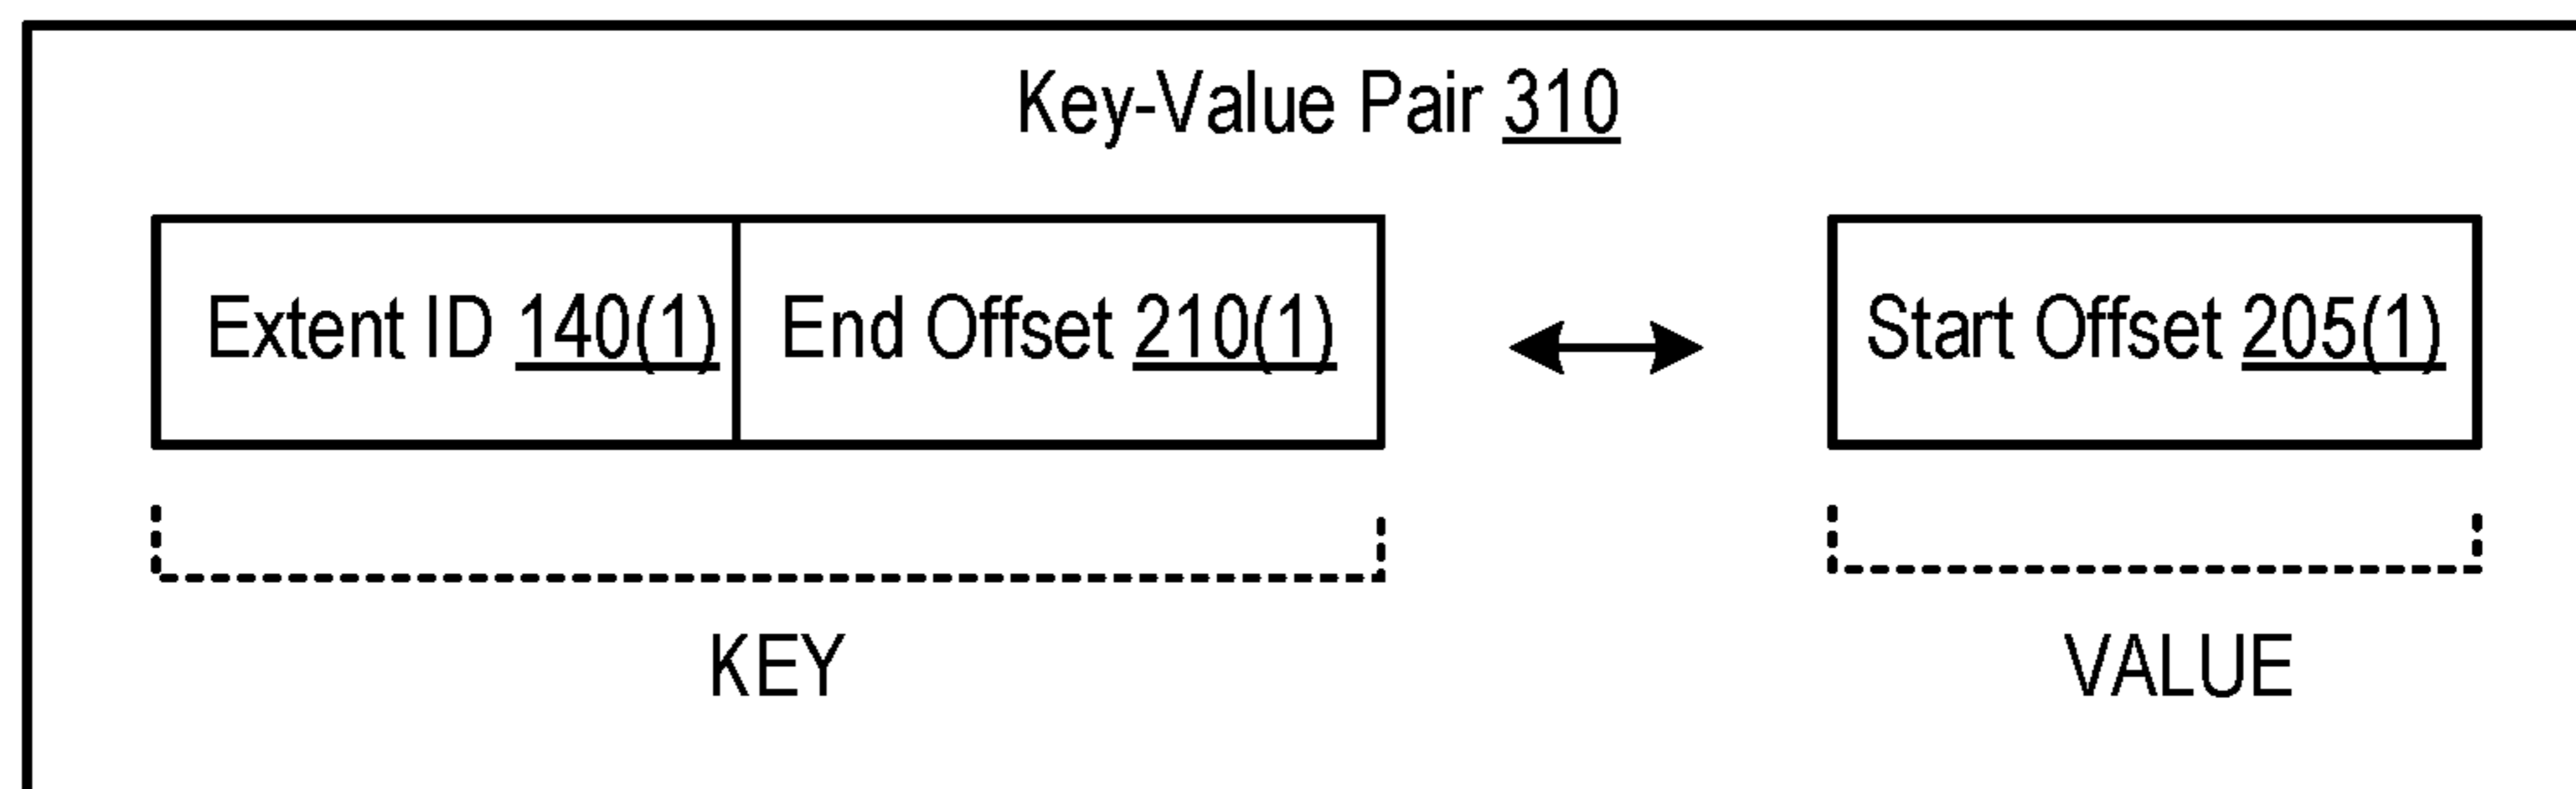 Key-Value Pair 310
Extent ID 140(1) End Offset 210(1) Start Offset 205(1)
KEY VALUE